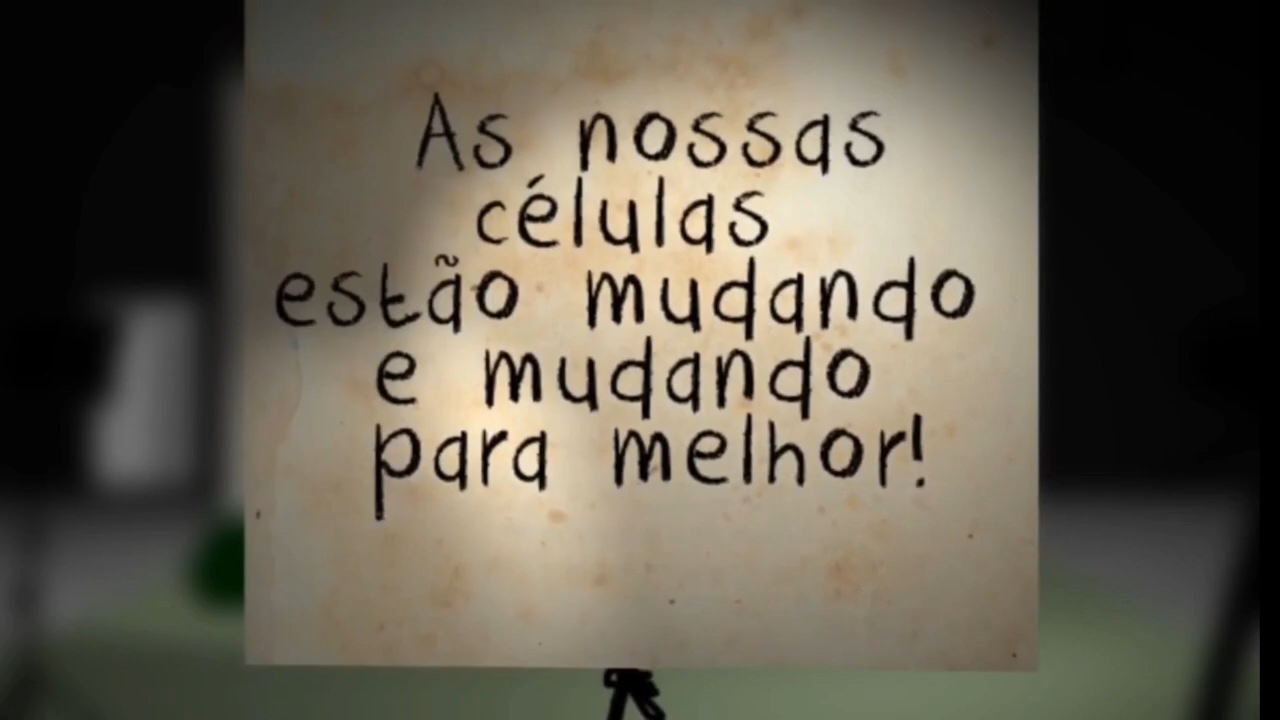 As nossas
células
estão mudando
e mudando
para melhor!